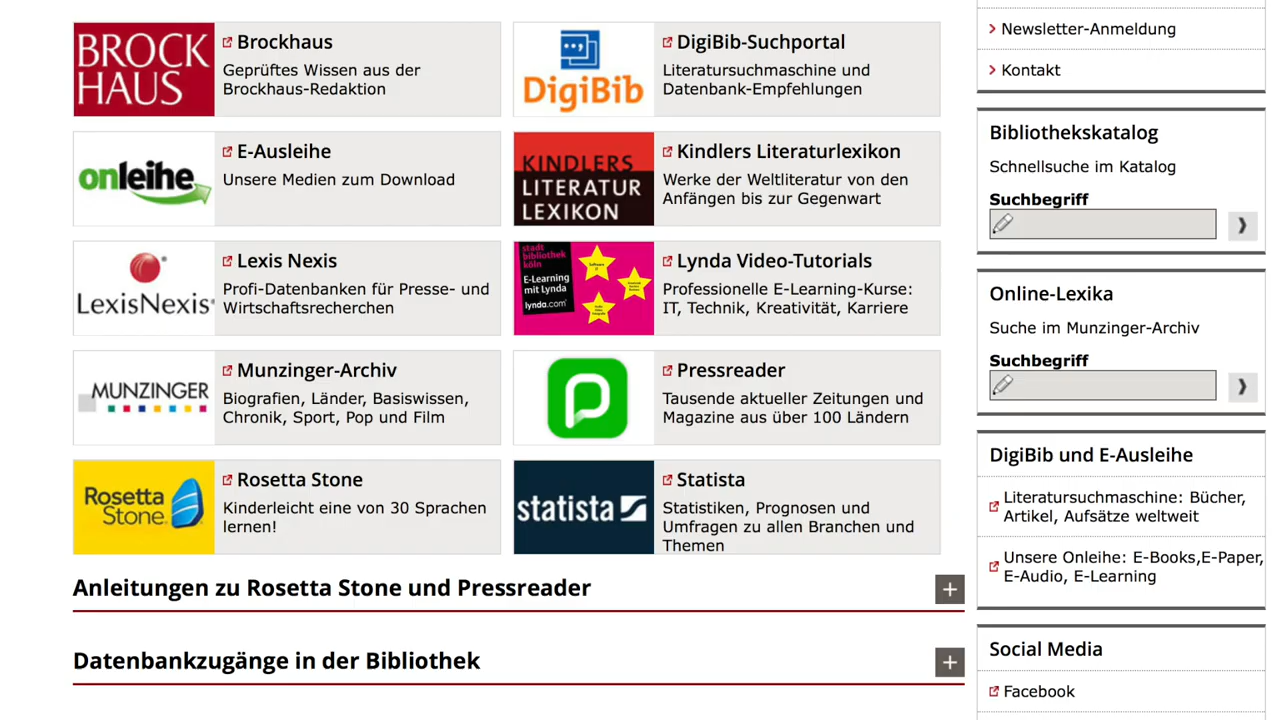 BROCK
HAUS
Brockhaus
Geprüftes Wissen aus der
Brockhaus-Redaktion
DigiBib
DigiBib-Suchportal
Literatursuchmaschine und
Datenbank-Empfehlungen
onleihe
E-Ausleihe
Unsere Medien zum Download
KINDLERS
LITERATUR
LEXIKON
Kindlers Literaturlexikon
Werke der Weltliteratur von den
Anfängen bis zur Gegenwart
LexisNexis
Lexis Nexis
Profi-Datenbanken für Presse- und
Wirtschaftsrecherchen
stadt
bibliothek
köln
E-Learning
mit Lynda
lynda.com
Lynda Video-Tutorials
Professionelle E-Learning-Kurse:
IT, Technik, Kreativität, Karriere
MUNZINGER
Munzinger-Archiv
Biografien, Länder, Basiswissen,
Chronik, Sport, Pop und Film
Pressreader
Tausende aktueller Zeitungen und
Magazine aus über 100 Ländern
Rosetta
Stone
Rosetta Stone
Kinderleicht eine von 30 Sprachen
lernen!
statista
Statista
Statistiken, Prognosen und
Umfragen zu allen Branchen und
Themen
Anleitungen zu Rosetta Stone und Pressreader
Datenbankzugänge in der Bibliothek
Newsletter-Anmeldung
Kontakt
Bibliothekskatalog
Schnellsuche im Katalog
Suchbegriff
Online-Lexika
Suche im Munzinger-Archiv
Suchbegriff
DigiBib und E-Ausleihe
Literatursuchmaschine: Bücher,
Artikel, Aufsätze weltweit
Unsere Onleihe: E-Books,E-Paper,
E-Audio, E-Learning
Social Media
Facebook